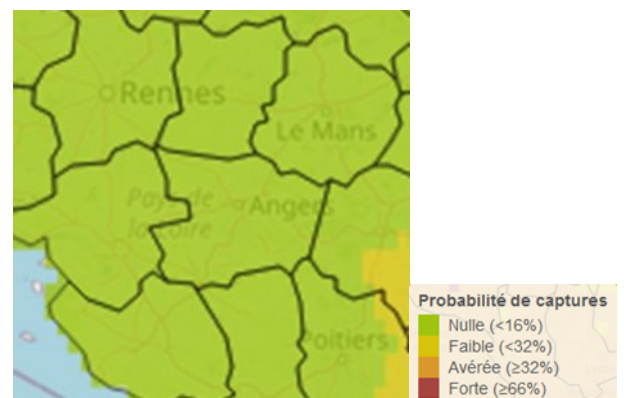 Rennes
Le Mans
Pays de
la Loire
Angers
Poitiers
Probabilité de captures
Nulle (<16%)
Faible (<32%)
Avérée (≥32%)
Forte (≥66%)